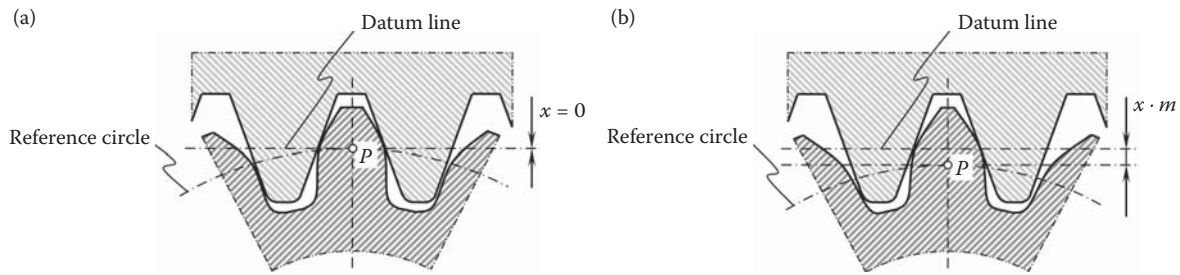 (a)
Datum line
x = 0
Reference circle
P
(b)
Datum line
x · m
Reference circle
P